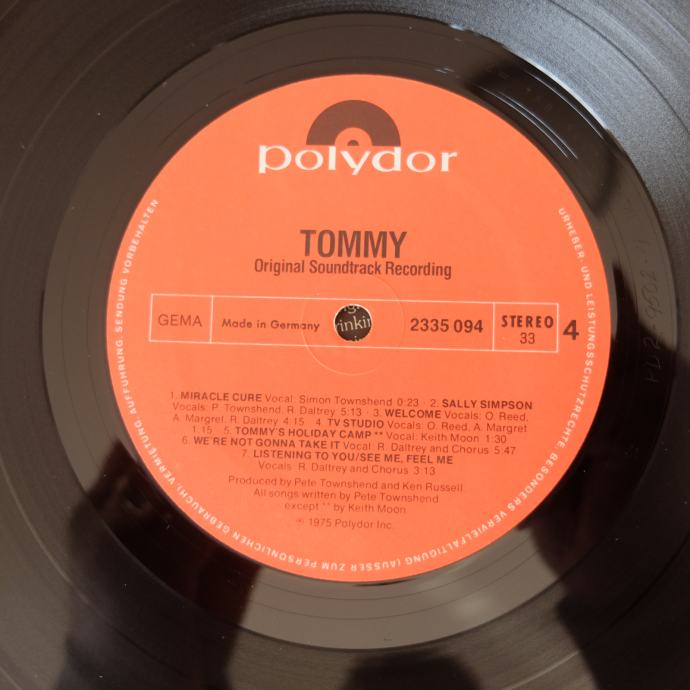 polydor
TOMMY
Original Soundtrack Recording
GEMA
Made in Germany
rinkin
2335 094
STEREO
33
4
1. MIRACLE CURE Vocal: Simon Townshend 0:23 · 2. SALLY SIMPSON
Vocals: P. Townshend, R. Daltrey 5:13 · 3. WELCOME Vocals: O. Reed,
A. Margret, R. Daltrey 4:15 · 4. TV STUDIO Vocals: O. Reed, A. Margret
1:15 · 5. TOMMY'S HOLIDAY CAMP ** Vocal: Keith Moon 1:30
6. WE'RE NOT GONNA TAKE IT Vocal: R. Daltrey and Chorus 5:47
7. LISTENING TO YOU/SEE ME, FEEL ME
Vocals: R. Daltrey and Chorus 3:13
Produced by Pete Townshend and Ken Russell.
All songs written by Pete Townshend
except ** by Keith Moon
℗ 1975 Polydor Inc.
URHEBER- UND LEISTUNGSSCHUTZRECHTE, BESONDERS VERVIELFÄLTIGUNG (AUSSER ZUM PERSÖNLICHEN GEBRAUCH), VERMIETUNG, AUFFÜHRUNG, SENDUNG VORBEHALTEN